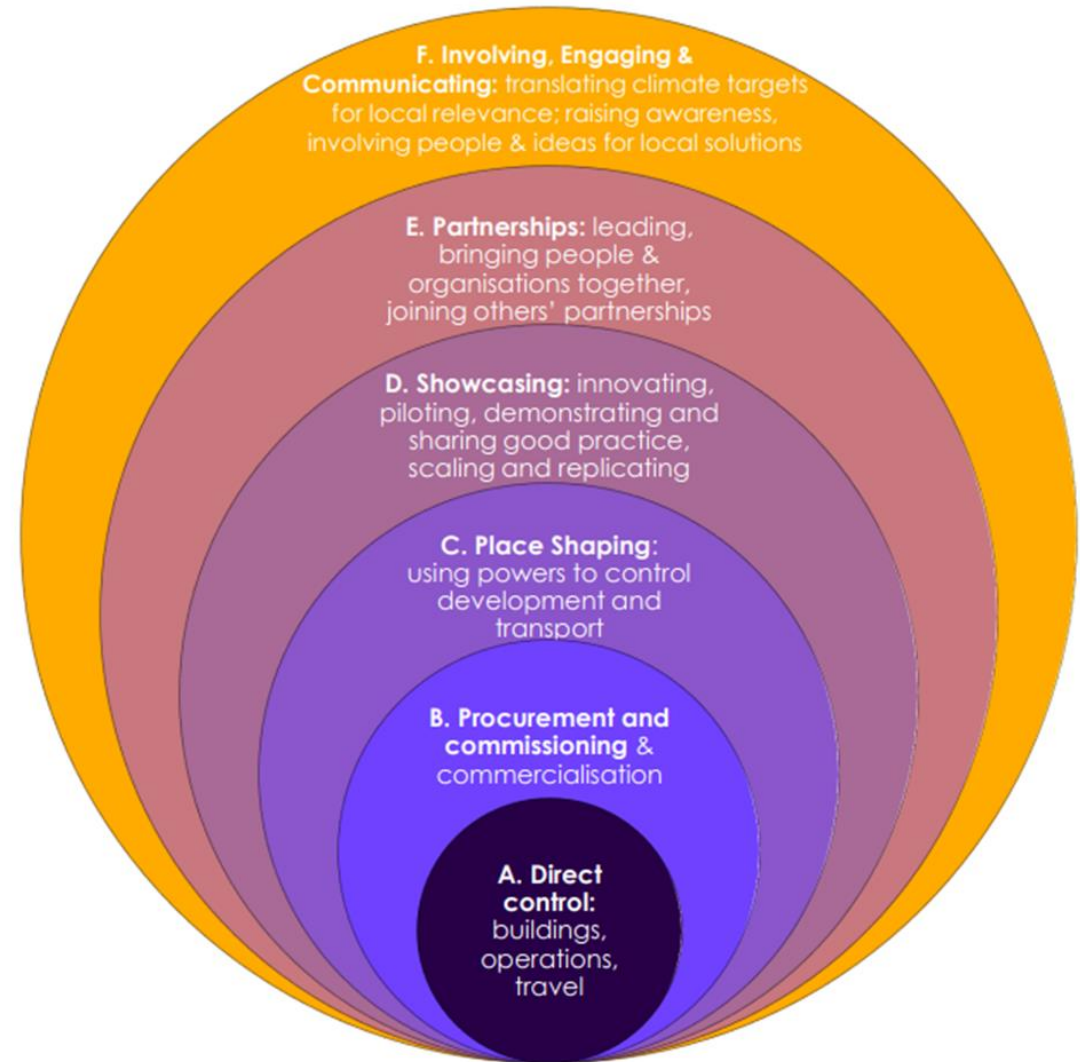 F. Involving, Engaging &
Communicating: translating climate targets
for local relevance; raising awareness,
involving people & ideas for local solutions
E. Partnerships: leading,
bringing people &
organisations together,
joining others’ partnerships
D. Showcasing: innovating,
piloting, demonstrating and
sharing good practice,
scaling and replicating
C. Place Shaping:
using powers to control
development and
transport
B. Procurement and
commissioning &
commercialisation
A. Direct
control:
buildings,
operations,
travel